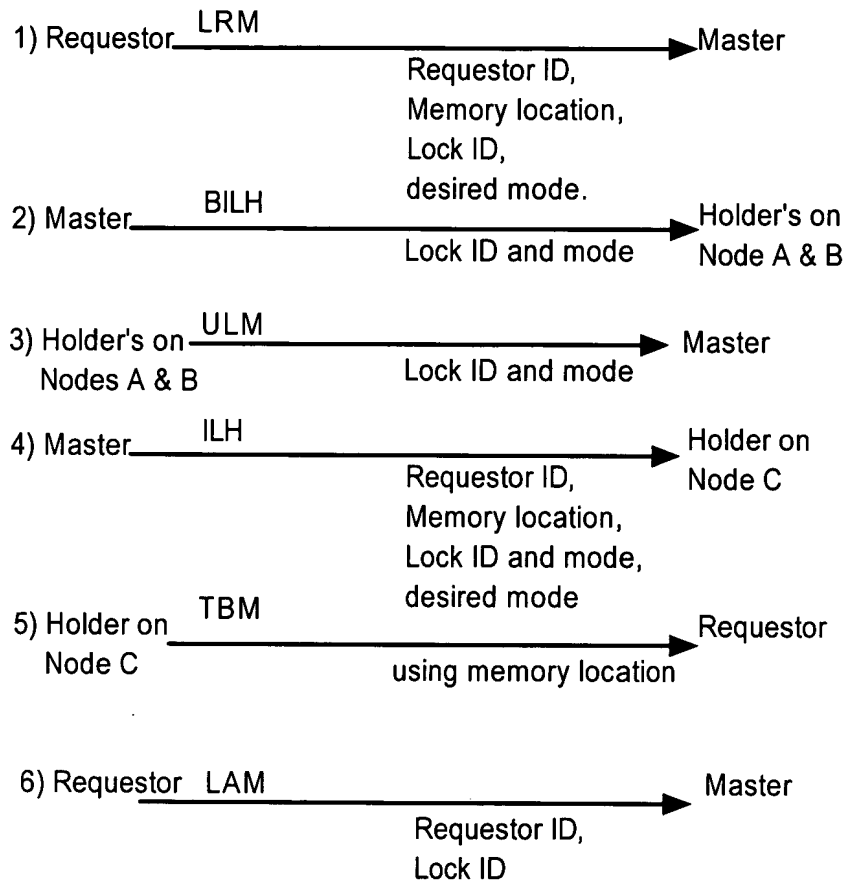 1) Requestor LRM Master
Requestor ID,
Memory location,
Lock ID,
desired mode.
2) Master BILH Holder's on
Node A & B
Lock ID and mode
3) Holder's on ULM Master
Nodes A & B
Lock ID and mode
4) Master ILH Holder on
Node C
Requestor ID,
Memory location,
Lock ID and mode,
desired mode
5) Holder on TBM Requestor
Node C
using memory location
6) Requestor LAM Master
Requestor ID,
Lock ID